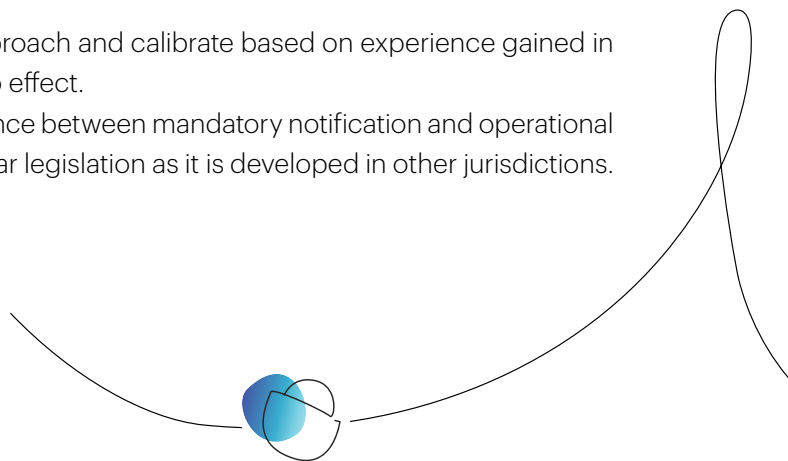 roach and calibrate based on experience gained in
effect.
nce between mandatory notification and operational
ar legislation as it is developed in other jurisdictions.